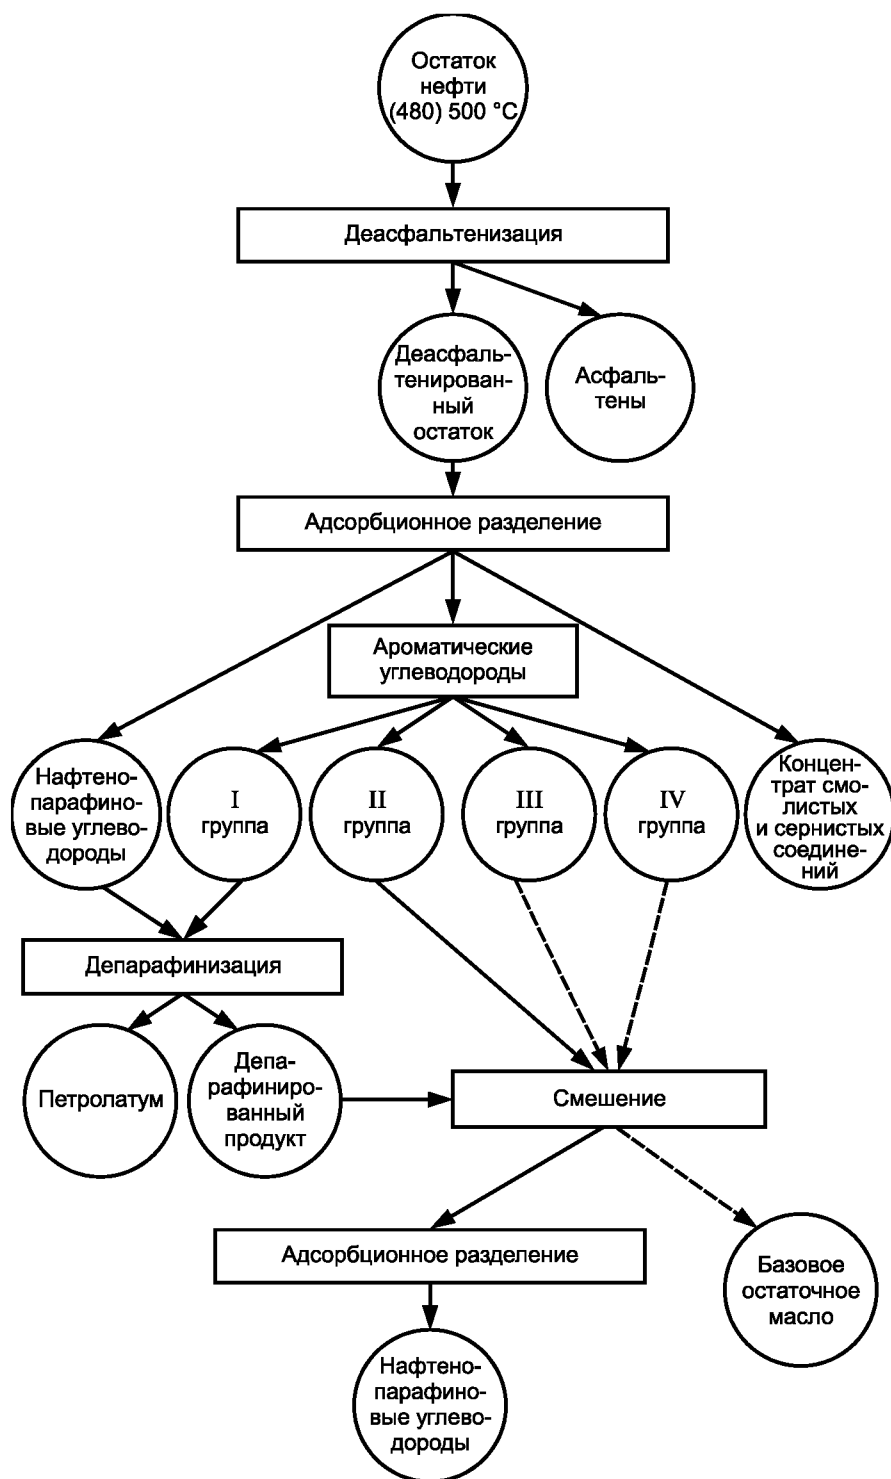 Остаток
нефти
(480) 500 °С
Деасфальтенизация
Деасфаль-
тенирован-
ный
остаток
Асфаль-
тены
Адсорбционное разделение
Ароматические
углеводороды
Нафтено-
парафино-
вые углево-
дороды
I
группа
II
группа
III
группа
IV
группа
Концен-
трат смо-
листых
и сернистых
соедине-
ний
Депарафинизация
Петролатум
Депа-
рафиниро-
ванный
продукт
Смешение
Адсорбционное разделение
Базовое
остаточное
масло
Нафтено-
парафино-
вые углево-
дороды